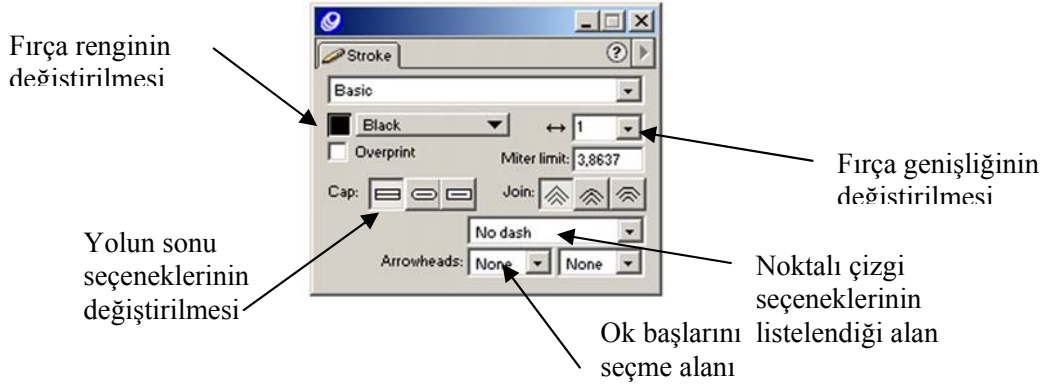 Fırça renginin
değiştirilmesi
Stroke
?
Basic
Black
1
Overprint
Miter limit: 3,8637
Cap:
Join:
No dash
Arrowheads: None None
Fırça genişliğinin
değiştirilmesi
Yolun sonu
seçeneklerinin
değiştirilmesi
Noktalı çizgi
seçeneklerinin
listelendiği alan
Ok başlarını
seçme alanı